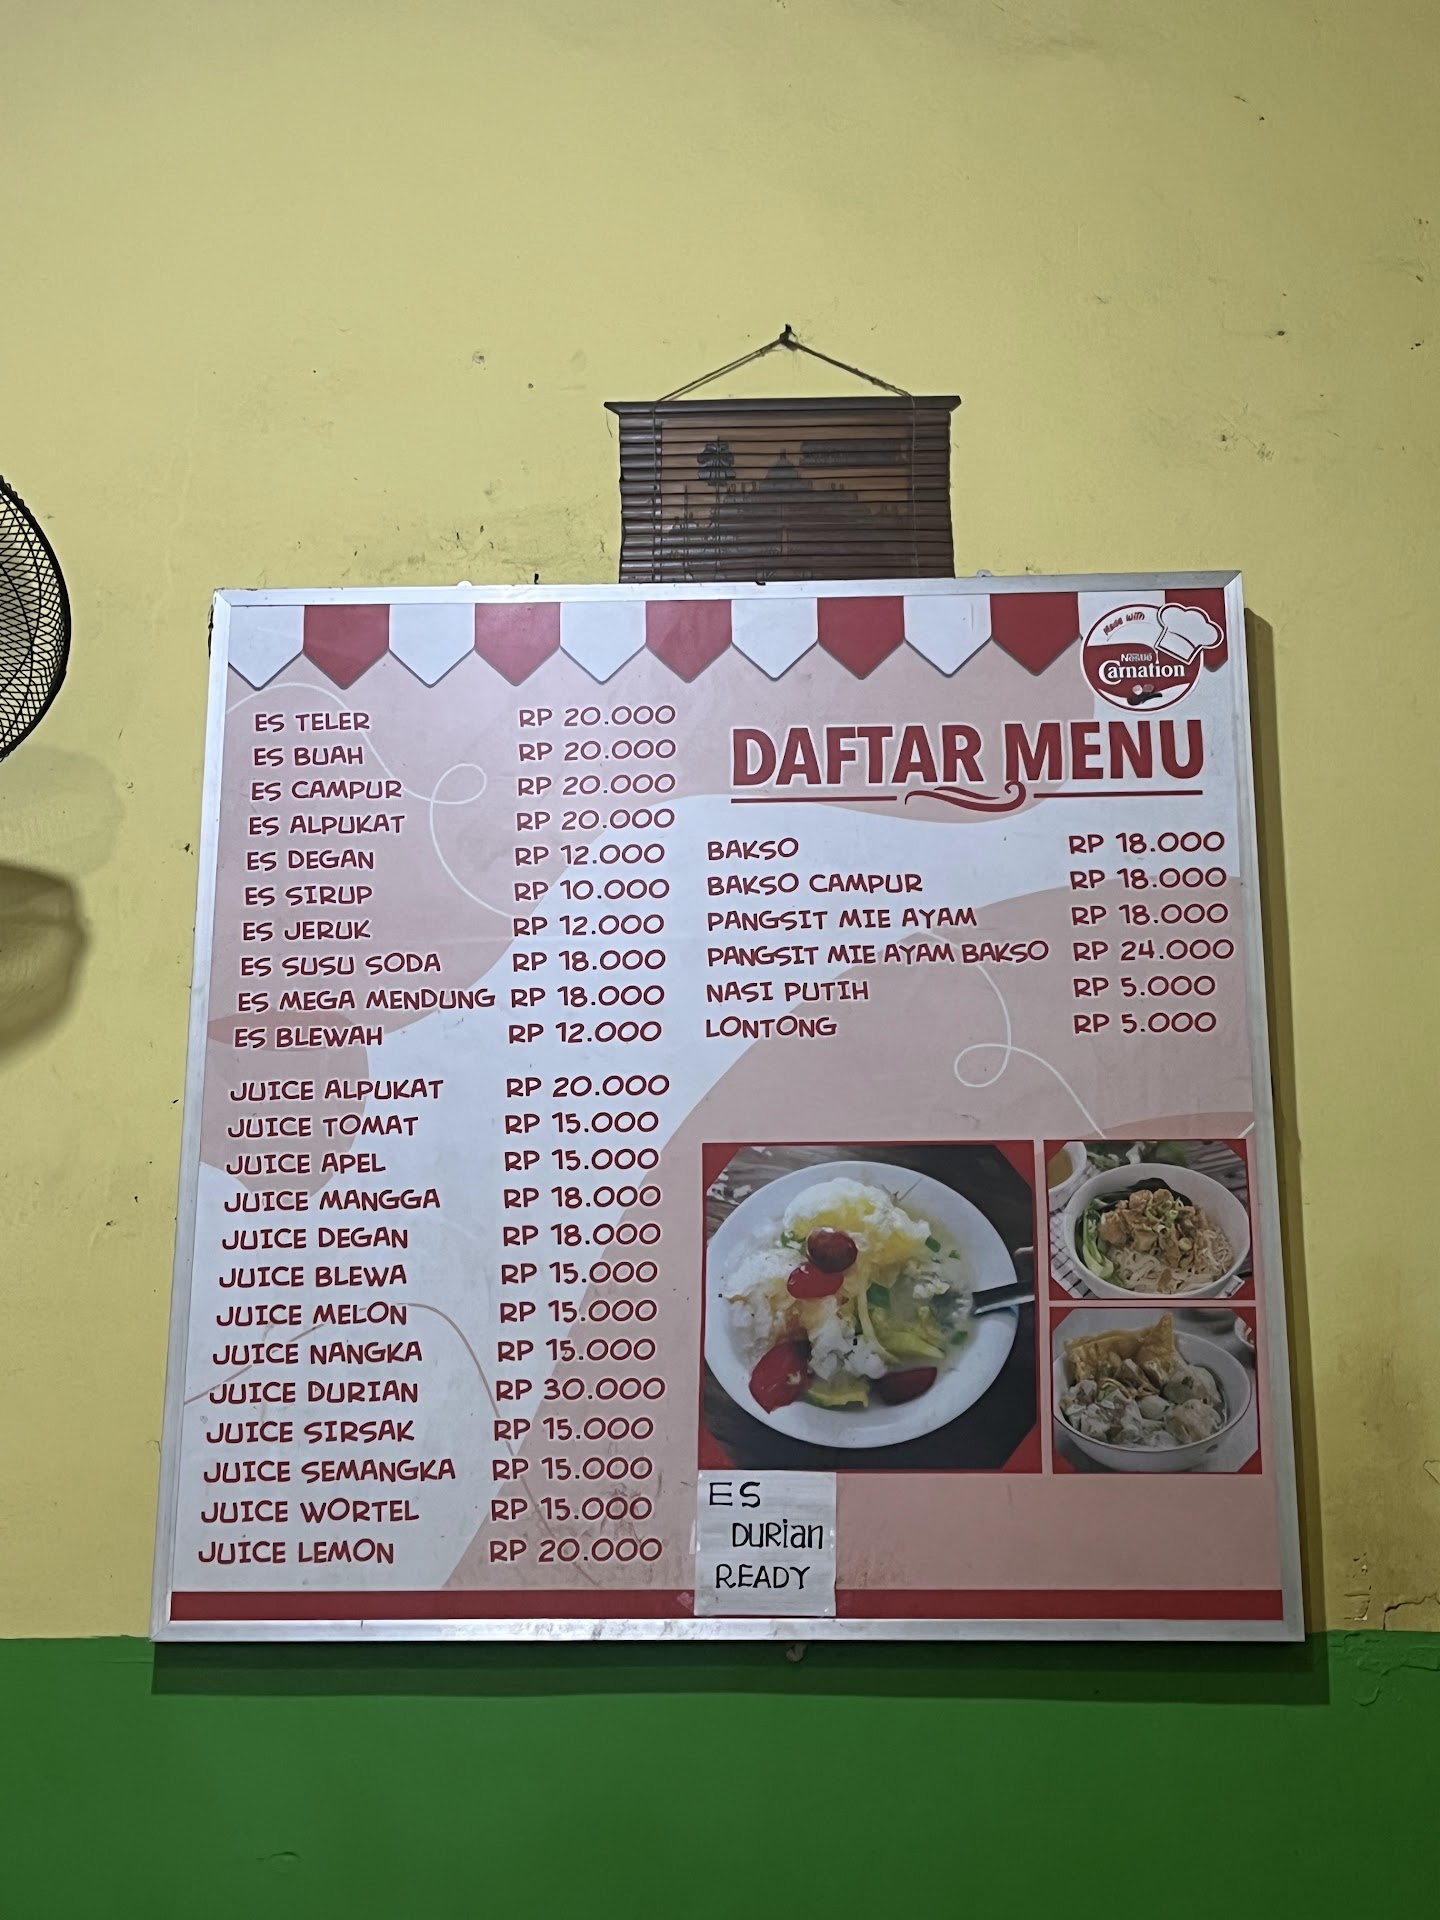 Made with
Nestlé
Carnation
DAFTAR MENU
ES TELER RP 20.000
ES BUAH RP 20.000
ES CAMPUR RP 20.000
ES ALPUKAT RP 20.000
ES DEGAN RP 12.000
ES SIRUP RP 10.000
ES JERUK RP 12.000
ES SUSU SODA RP 18.000
ES MEGA MENDUNG RP 18.000
ES BLEWAH RP 12.000
JUICE ALPUKAT RP 20.000
JUICE TOMAT RP 15.000
JUICE APEL RP 15.000
JUICE MANGGA RP 18.000
JUICE DEGAN RP 18.000
JUICE BLEWA RP 15.000
JUICE MELON RP 15.000
JUICE NANGKA RP 15.000
JUICE DURIAN RP 30.000
JUICE SIRSAK RP 15.000
JUICE SEMANGKA RP 15.000
JUICE WORTEL RP 15.000
JUICE LEMON RP 20.000
BAKSO RP 18.000
BAKSO CAMPUR RP 18.000
PANGSIT MIE AYAM RP 18.000
PANGSIT MIE AYAM BAKSO RP 24.000
NASI PUTIH RP 5.000
LONTONG RP 5.000
ES
DURian
READY